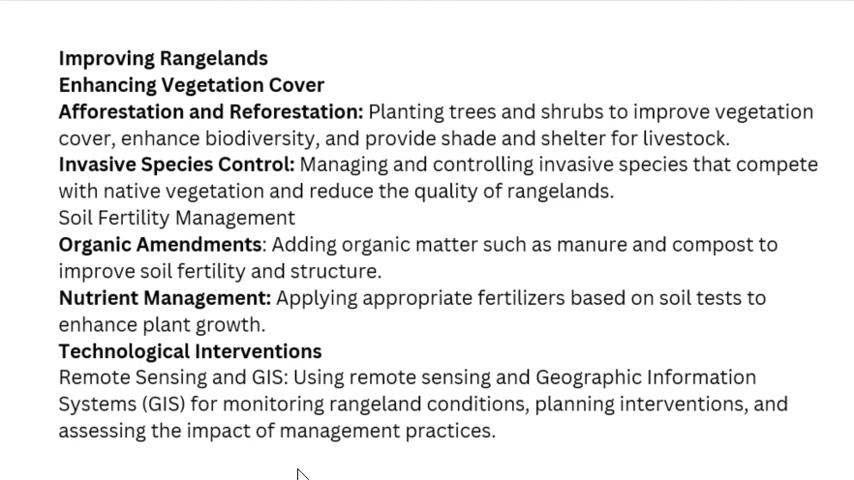 Improving Rangelands
Enhancing Vegetation Cover
Afforestation and Reforestation: Planting trees and shrubs to improve vegetation
cover, enhance biodiversity, and provide shade and shelter for livestock.
Invasive Species Control: Managing and controlling invasive species that compete
with native vegetation and reduce the quality of rangelands.
Soil Fertility Management
Organic Amendments: Adding organic matter such as manure and compost to
improve soil fertility and structure.
Nutrient Management: Applying appropriate fertilizers based on soil tests to
enhance plant growth.
Technological Interventions
Remote Sensing and GIS: Using remote sensing and Geographic Information
Systems (GIS) for monitoring rangeland conditions, planning interventions, and
assessing the impact of management practices.